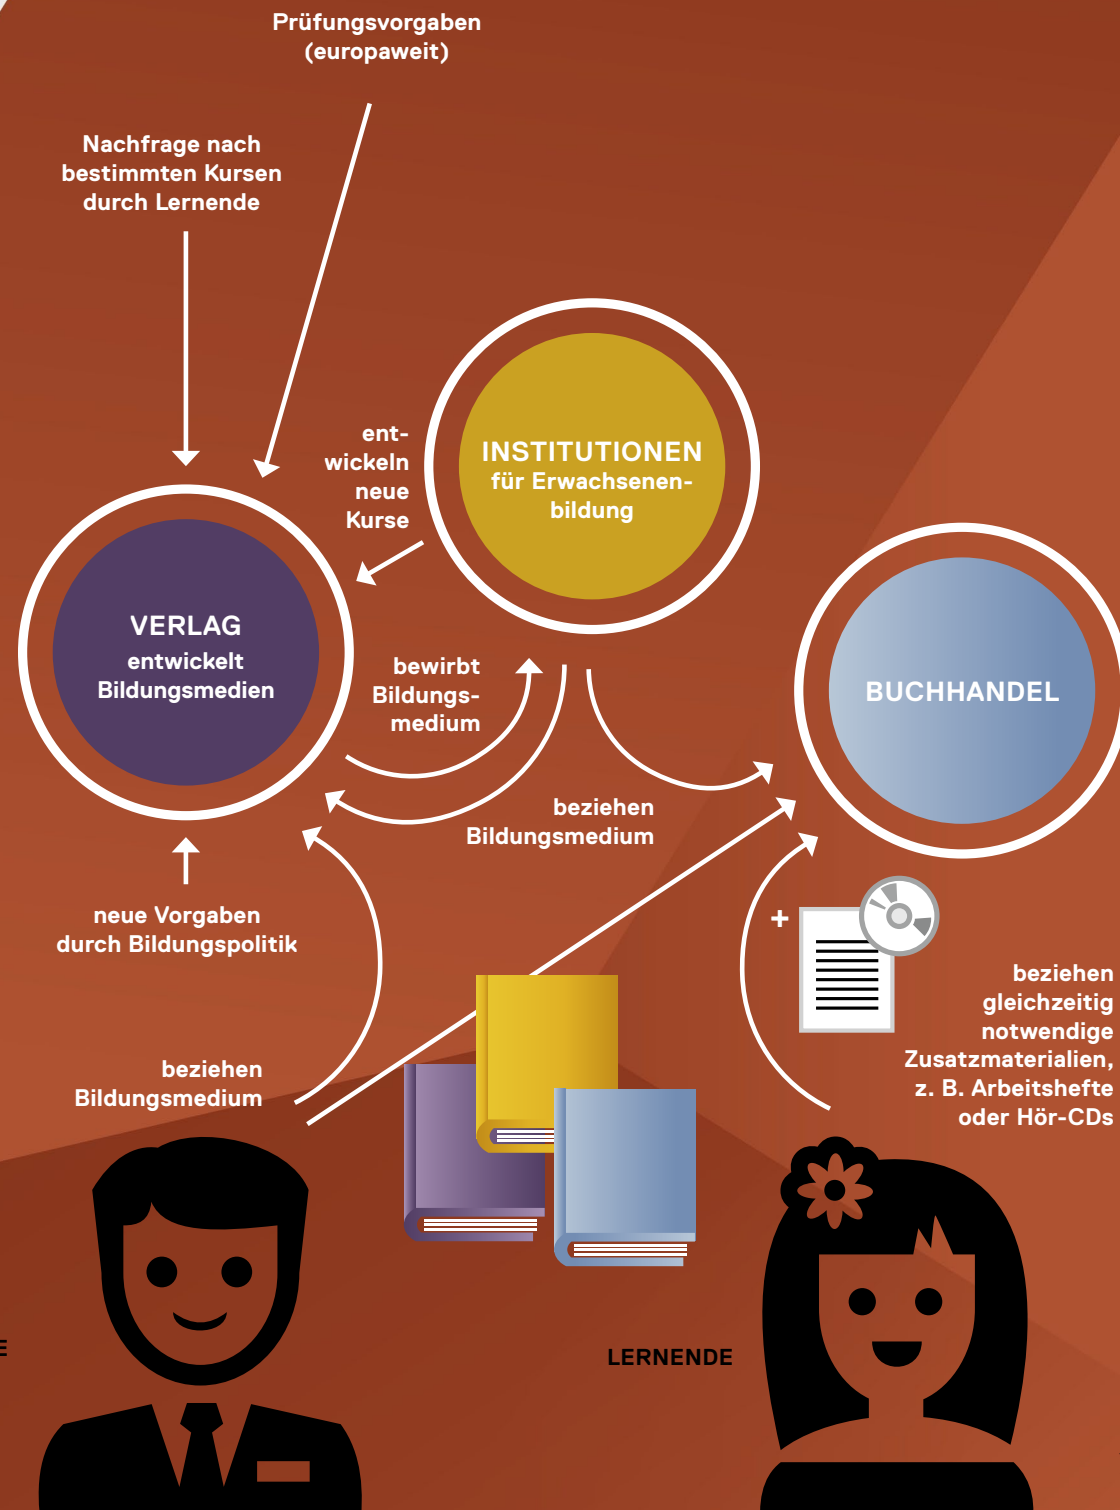 Prüfungsvorgaben
(europaweit)
Nachfrage nach
bestimmten Kursen
durch Lernende
ent-
wickeln
neue
Kurse
INSTITUTIONEN
für Erwachsenen-
bildung
VERLAG
entwickelt
Bildungsmedien
bewirbt
Bildungs-
medium
BUCHHANDEL
beziehen
Bildungsmedium
neue Vorgaben
durch Bildungspolitik
+
beziehen
gleichzeitig
notwendige
Zusatzmaterialien,
z. B. Arbeitshefte
oder Hör-CDs
beziehen
Bildungsmedium
LERNENDE